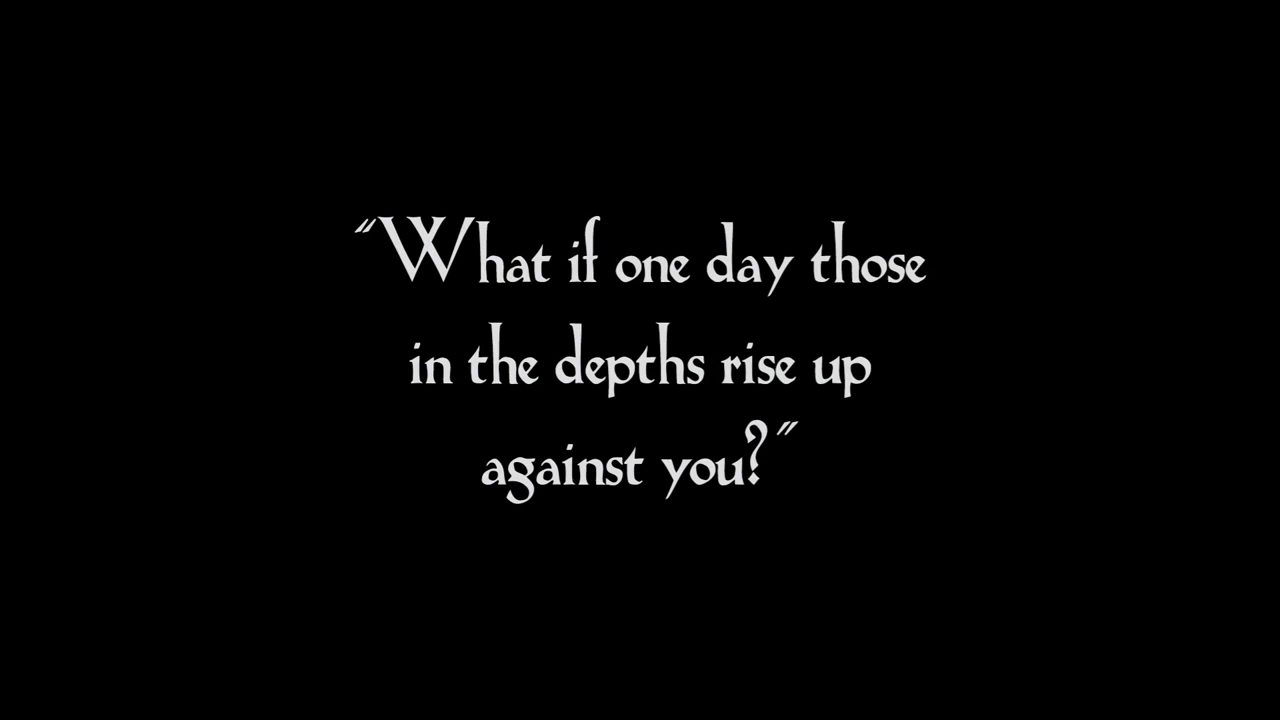 "What if one day those
in the depths rise up
against you?"